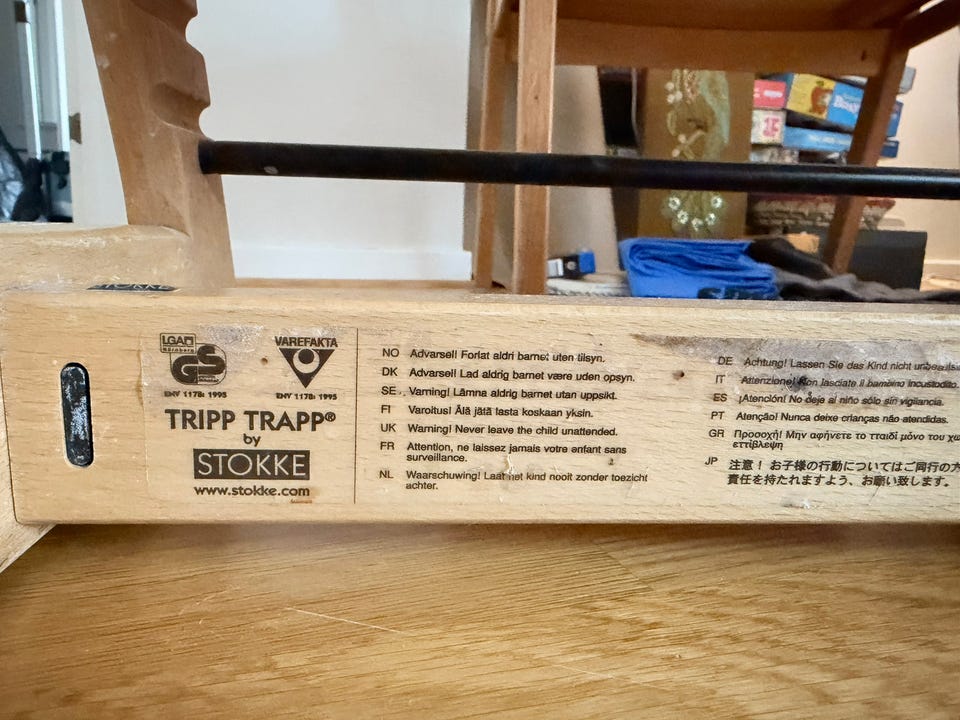 LGA
Nürnberg
GS
ENV 1178: 1995
VAREFAKTA
ENV 1178: 1995
TRIPP TRAPP®
by
STOKKE
www.stokke.com
NO Advarsel! Forlat aldri barnet uten tilsyn.
DK Advarsel! Lad aldrig barnet være uden opsyn.
SE Varning! Lämna aldrig barnet utan uppsikt.
FI Varoitus! Älä jätä lasta koskaan yksin.
UK Warning! Never leave the child unattended.
FR Attention, ne laissez jamais votre enfant sans
surveillance.
NL Waarschuwing! Laat het kind nooit zonder toezicht
achter.
DE Achtung! Lassen Sie das Kind nicht
IT Attenzione! Non lasciate il bambino incustodito.
ES ¡Atención! No deje al niño sólo sin vigilancia.
PT Atenção! Nunca deixe crianças não atendidas.
GR Προσοχή! Μην αφήνετε το παιδί μόνο του
επίβλεψη
JP 注意！お子様の行動についてはご同行の方
責任を持たれますよう、お願い致します。